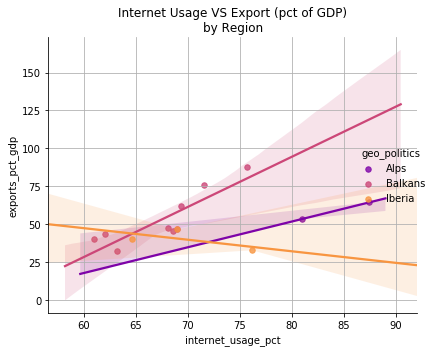 Internet Usage VS Export (pct of GDP)
by Region
exports_pct_gdp
150
125
100
75
50
25
0
geo_politics
Alps
Balkans
Iberia
60 65 70 75 80 85 90
internet_usage_pct